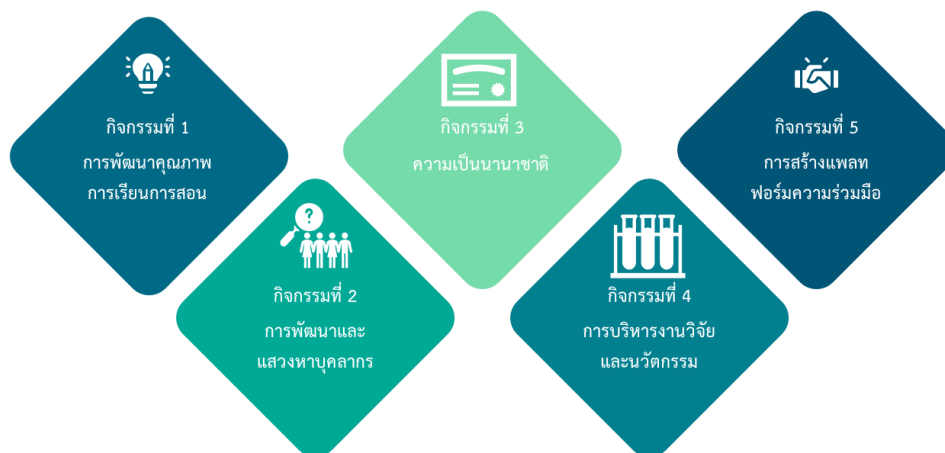 กิจกรรมที่ 1
การพัฒนาคุณภาพ
การเรียนการสอน
?
กิจกรรมที่ 2
การพัฒนาและ
แสวงหาบุคลากร
กิจกรรมที่ 3
ความเป็นนานาชาติ
กิจกรรมที่ 4
การบริหารงานวิจัย
และนวัตกรรม
กิจกรรมที่ 5
การสร้างแพลท
ฟอร์มความร่วมมือ